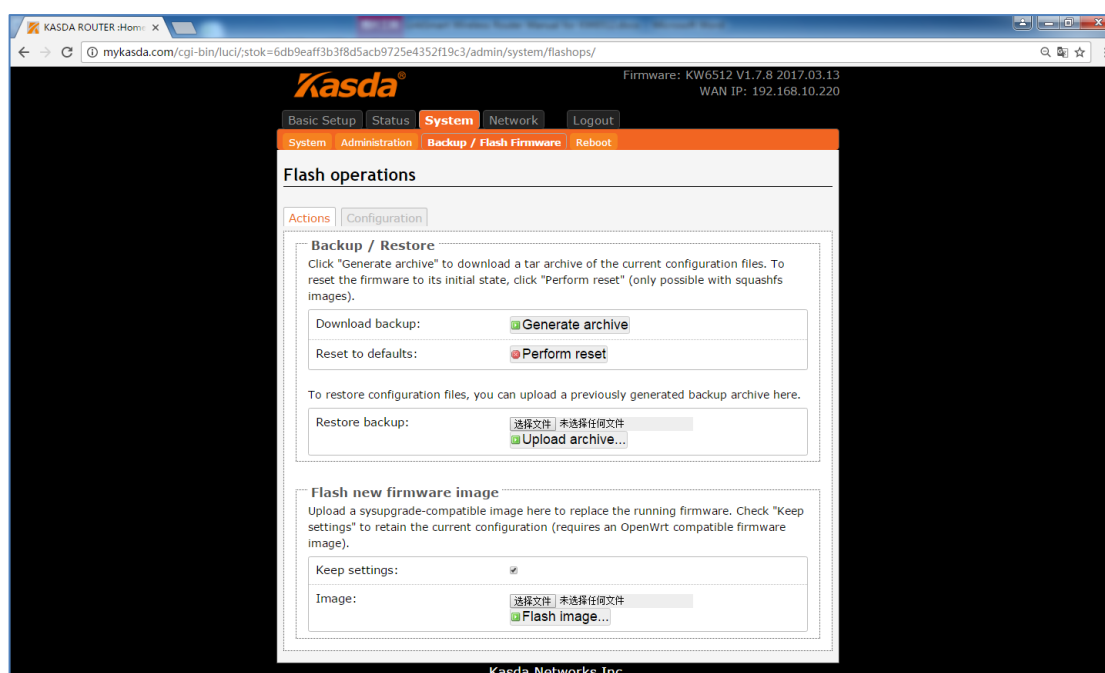 KASDA ROUTER :Home
mykasda.com/cgi-bin/luci/;stok=6db9eaff3b3f8d5acb9725e4352f19c3/admin/system/flashops/
Kasda®
Firmware: KW6512 V1.7.8 2017.03.13
WAN IP: 192.168.10.220
Basic Setup Status System Network Logout
System Administration Backup / Flash Firmware Reboot
Flash operations
Actions Configuration
Backup / Restore
Click "Generate archive" to download a tar archive of the current configuration files. To
reset the firmware to its initial state, click "Perform reset" (only possible with squashfs
images).
Download backup: Generate archive
Reset to defaults: Perform reset
To restore configuration files, you can upload a previously generated backup archive here.
Restore backup: 选择文件 未选择任何文件
Upload archive...
Flash new firmware image
Upload a sysupgrade-compatible image here to replace the running firmware. Check "Keep
settings" to retain the current configuration (requires an OpenWrt compatible firmware
image).
Keep settings:
Image: 选择文件 未选择任何文件
Flash image...
Kasda Networks Inc